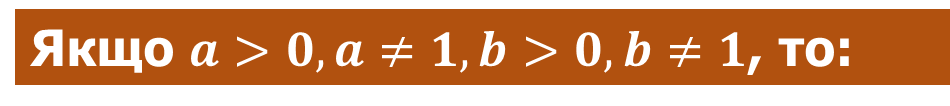 Якщо a > 0, a ≠ 1, b > 0, b ≠ 1, то: